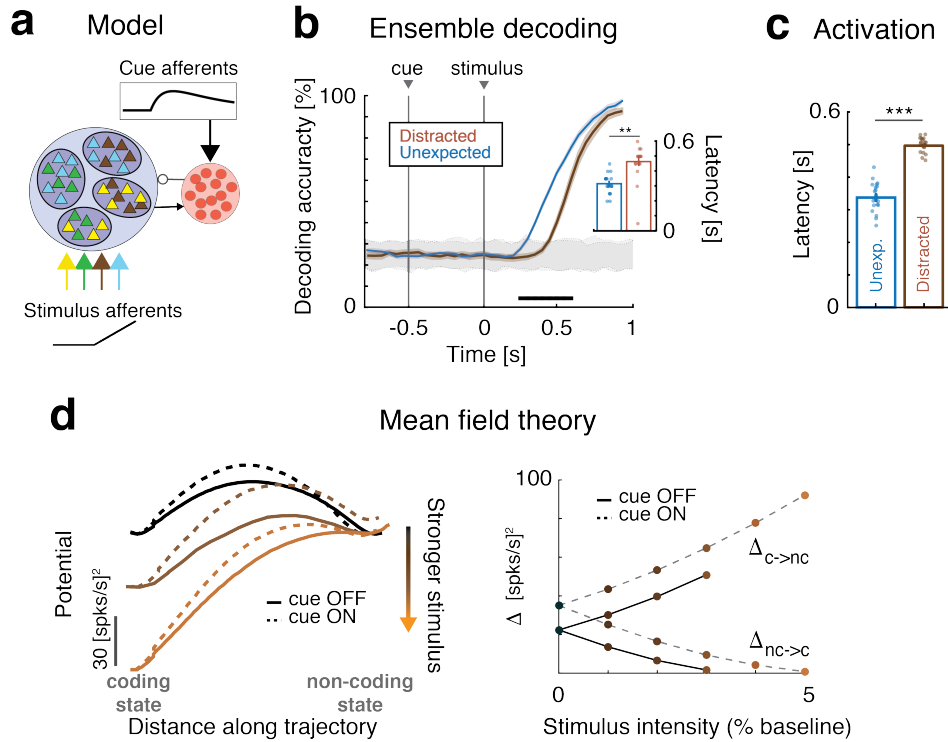 a
Model
Cue afferents
Stimulus afferents
b
Ensemble decoding
cue
stimulus
Decoding accuracty [%]
100
0
Distracted
Unexpected
**
0.6
0
Latency [s]
-0.5
0
0.5
1
Time [s]
c
Activation
0.6
***
Latency [s]
0
Unexp.
Distracted
d
Mean field theory
Potential
30 [spks/s]²
cue OFF
cue ON
Stronger stimulus
coding
state
non-coding
state
Distance along trajectory
100
cue OFF
cue ON
Δ [spks/s]²
Δc->nc
Δnc->c
0
5
Stimulus intensity (% baseline)